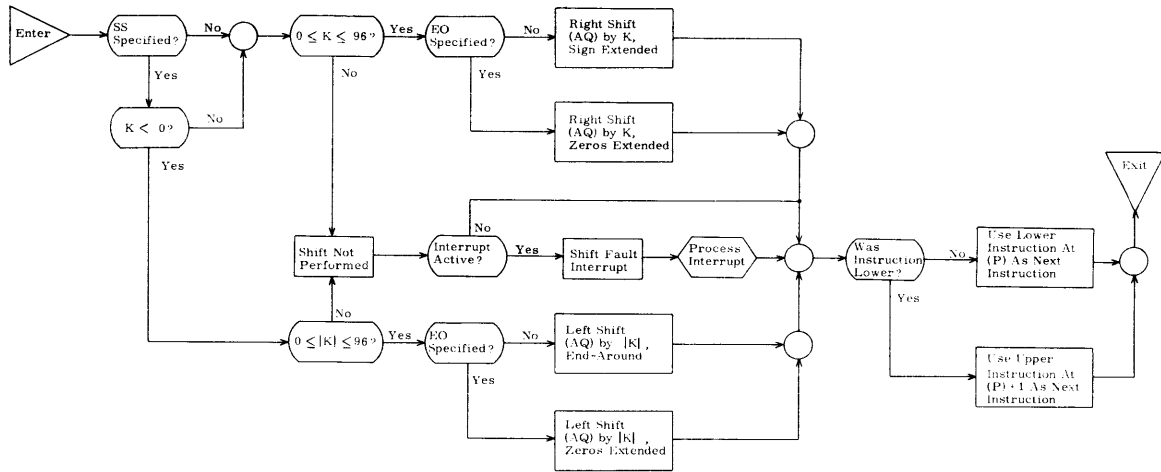 Enter
SS
Specified?
No
Yes
K < 0?
No
Yes
0 ≤ K ≤ 96?
Yes
No
EO
Specified?
No
Yes
Right Shift
(AQ) by K,
Sign Extended
Right Shift
(AQ) by K,
Zeros Extended
Shift Not
Performed
Interrupt
Active?
No
Yes
Shift Fault
Interrupt
Process
Interrupt
0 ≤ |K| ≤ 96?
No
Yes
EO
Specified?
No
Yes
Left Shift
(AQ) by |K|,
End-Around
Left Shift
(AQ) by |K|,
Zeros Extended
Was
Instruction
Lower?
No
Yes
Use Lower
Instruction At
(P) As Next
Instruction
Use Upper
Instruction At
(P) + 1 As Next
Instruction
Exit